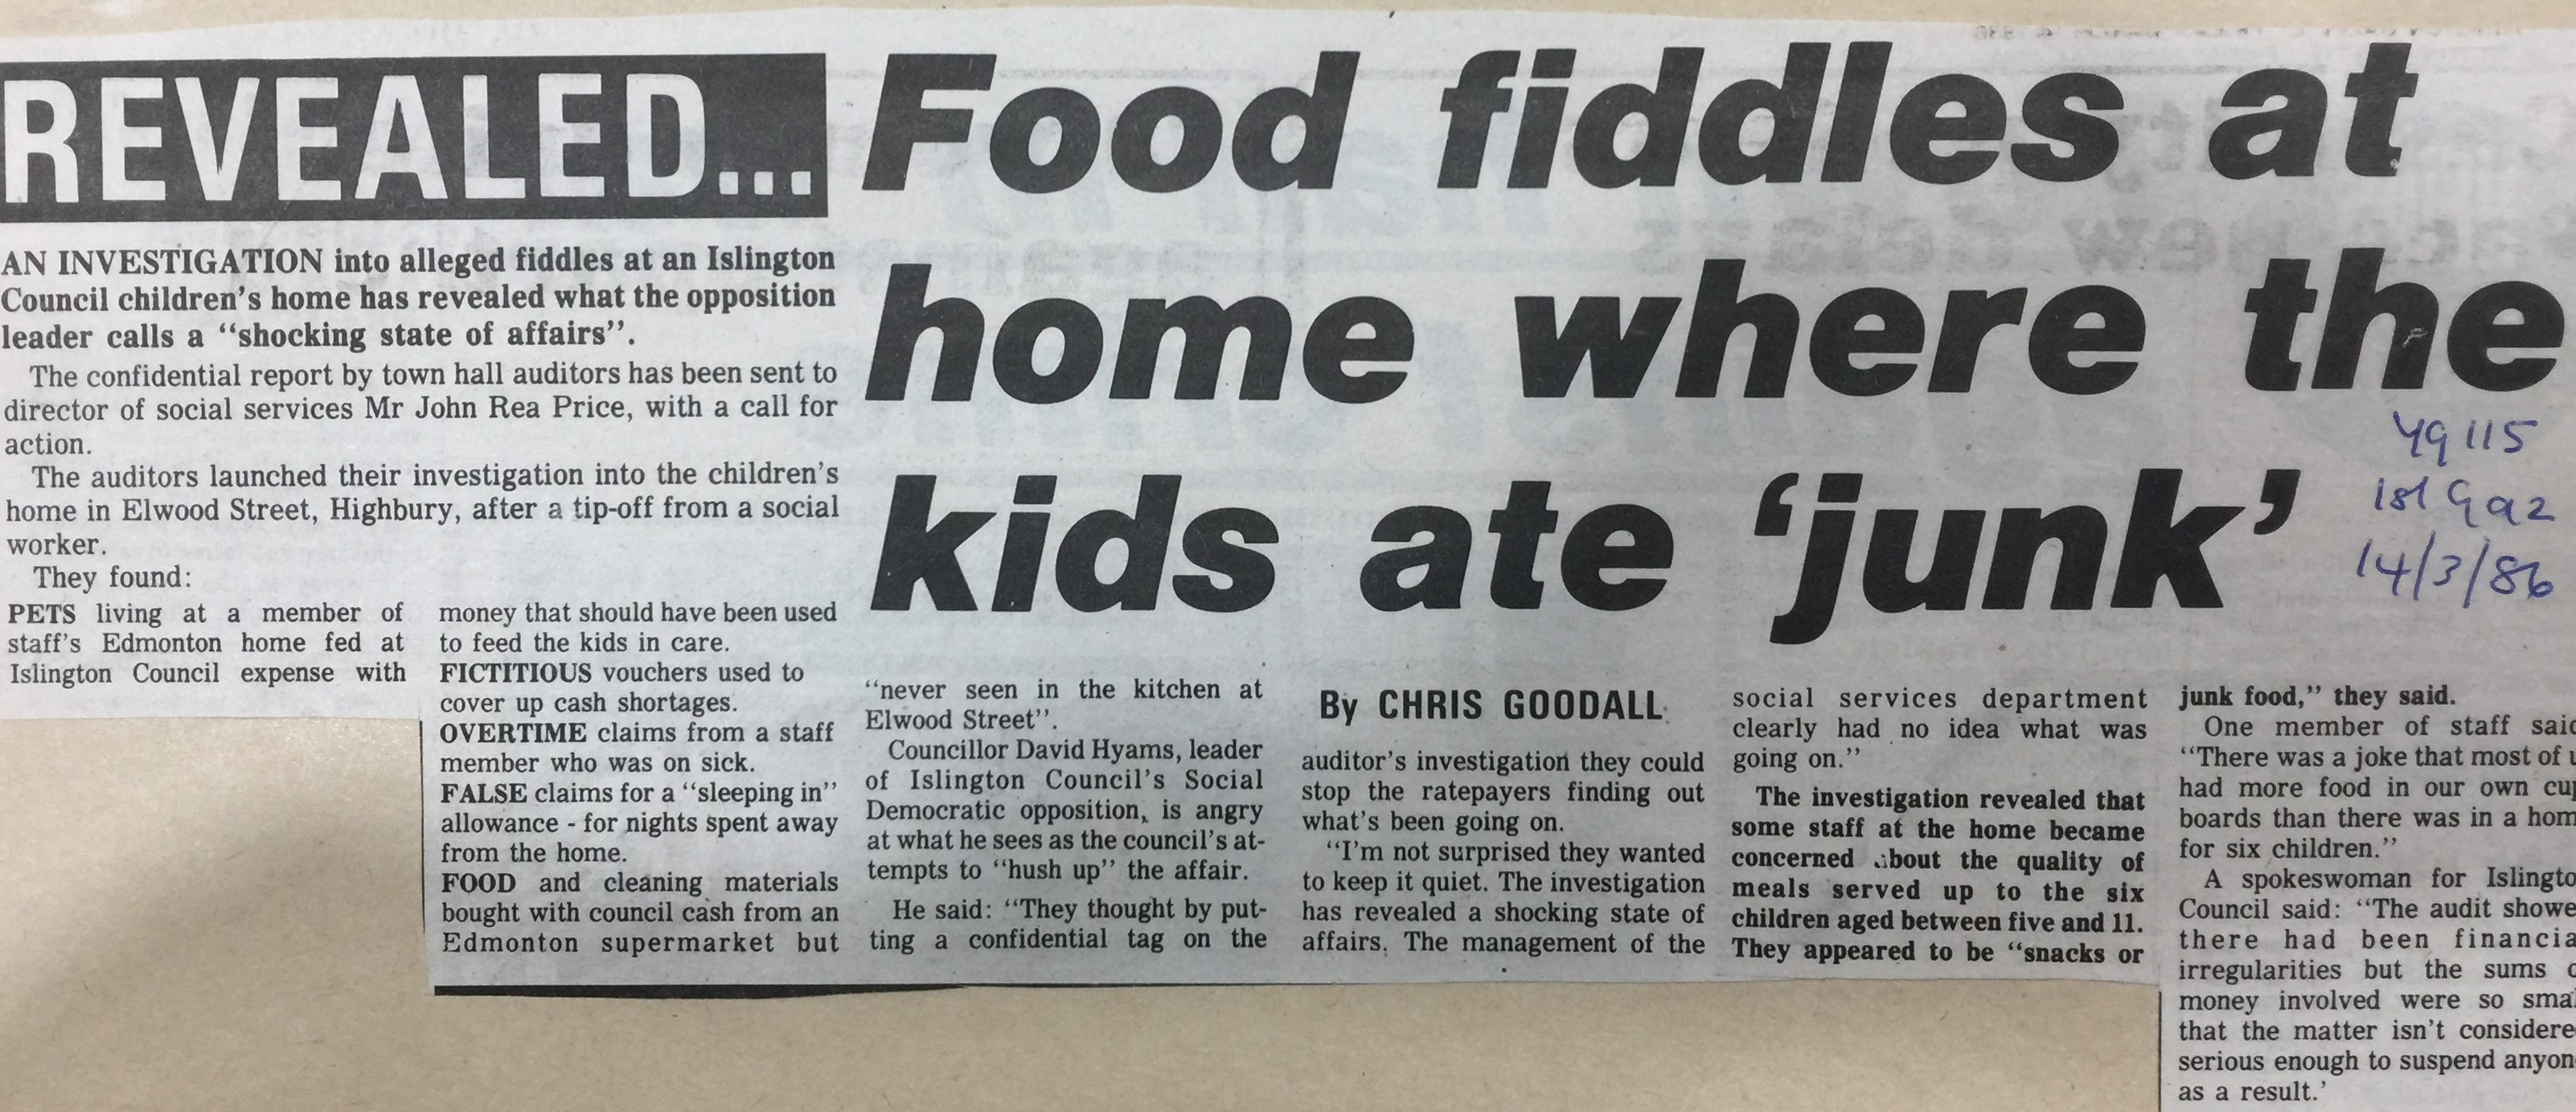 REVEALED...
Food fiddles at
home where the
kids ate ‘junk’
Yg 115
Isl Gaz
14/3/86
AN INVESTIGATION into alleged fiddles at an Islington
Council children’s home has revealed what the opposition
leader calls a “shocking state of affairs”.
The confidential report by town hall auditors has been sent to
director of social services Mr John Rea Price, with a call for
action.
The auditors launched their investigation into the children’s
home in Elwood Street, Highbury, after a tip-off from a social
worker.
They found:
PETS living at a member of
staff’s Edmonton home fed at
Islington Council expense with
money that should have been used
to feed the kids in care.
FICTITIOUS vouchers used to
cover up cash shortages.
OVERTIME claims from a staff
member who was on sick.
FALSE claims for a “sleeping in”
allowance - for nights spent away
from the home.
FOOD and cleaning materials
bought with council cash from an
Edmonton supermarket but
“never seen in the kitchen at
Elwood Street”.
Councillor David Hyams, leader
of Islington Council’s Social
Democratic opposition, is angry
at what he sees as the council’s at-
tempts to “hush up” the affair.
He said: “They thought by put-
ting a confidential tag on the
By CHRIS GOODALL
auditor’s investigation they could
stop the ratepayers finding out
what’s been going on.
“I’m not surprised they wanted
to keep it quiet. The investigation
has revealed a shocking state of
affairs. The management of the
social services department
clearly had no idea what was
going on.”
The investigation revealed that
some staff at the home became
concerned about the quality of
meals served up to the six
children aged between five and 11.
They appeared to be “snacks or
junk food,” they said.
One member of staff said
“There was a joke that most of u
had more food in our own cup
boards than there was in a hom
for six children.”
A spokeswoman for Islingto
Council said: “The audit showe
there had been financia
irregularities but the sums o
money involved were so smal
that the matter isn’t considere
serious enough to suspend anyon
as a result.’